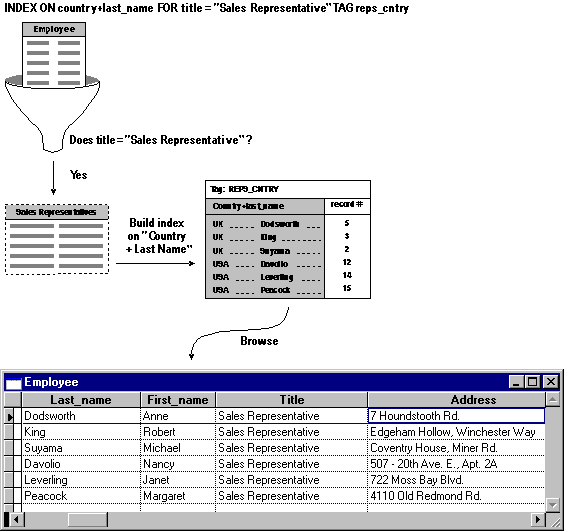 INDEX ON country+last_name FOR title = "Sales Representative" TAG reps_cntry
Employee
Does title="Sales Representative"?
Yes
Sales Representatives
Build index
on "Country
+ Last Name"
Tag: REPS_CNTRY
Country+last_name record #
UK Dodsworth 5
UK King 3
UK Suyama 2
USA Davolio 12
USA Leverling 14
USA Peacock 15
Browse
Employee
Last_name First_name Title Address
Dodsworth Anne Sales Representative 7 Houndstooth Rd.
King Robert Sales Representative Edgeham Hollow, Winchester Way
Suyama Michael Sales Representative Coventry House, Miner Rd.
Davolio Nancy Sales Representative 507 - 20th Ave. E., Apt. 2A
Leverling Janet Sales Representative 722 Moss Bay Blvd.
Peacock Margaret Sales Representative 4110 Old Redmond Rd.